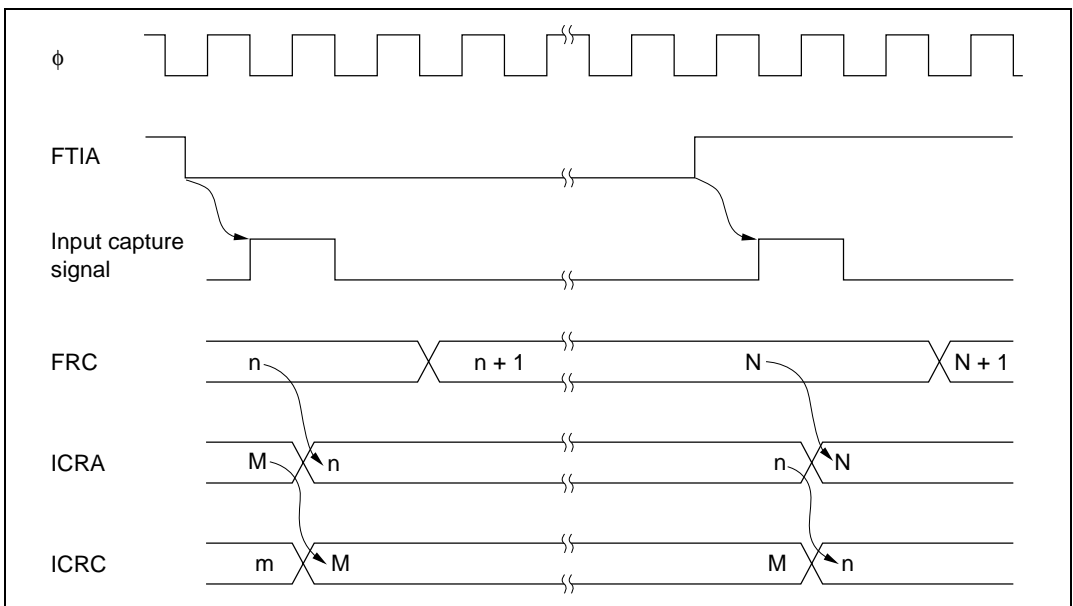 ϕ
FTIA
Input capture
signal
FRC n n + 1 N N + 1
ICRA M n n N
ICRC m M M n